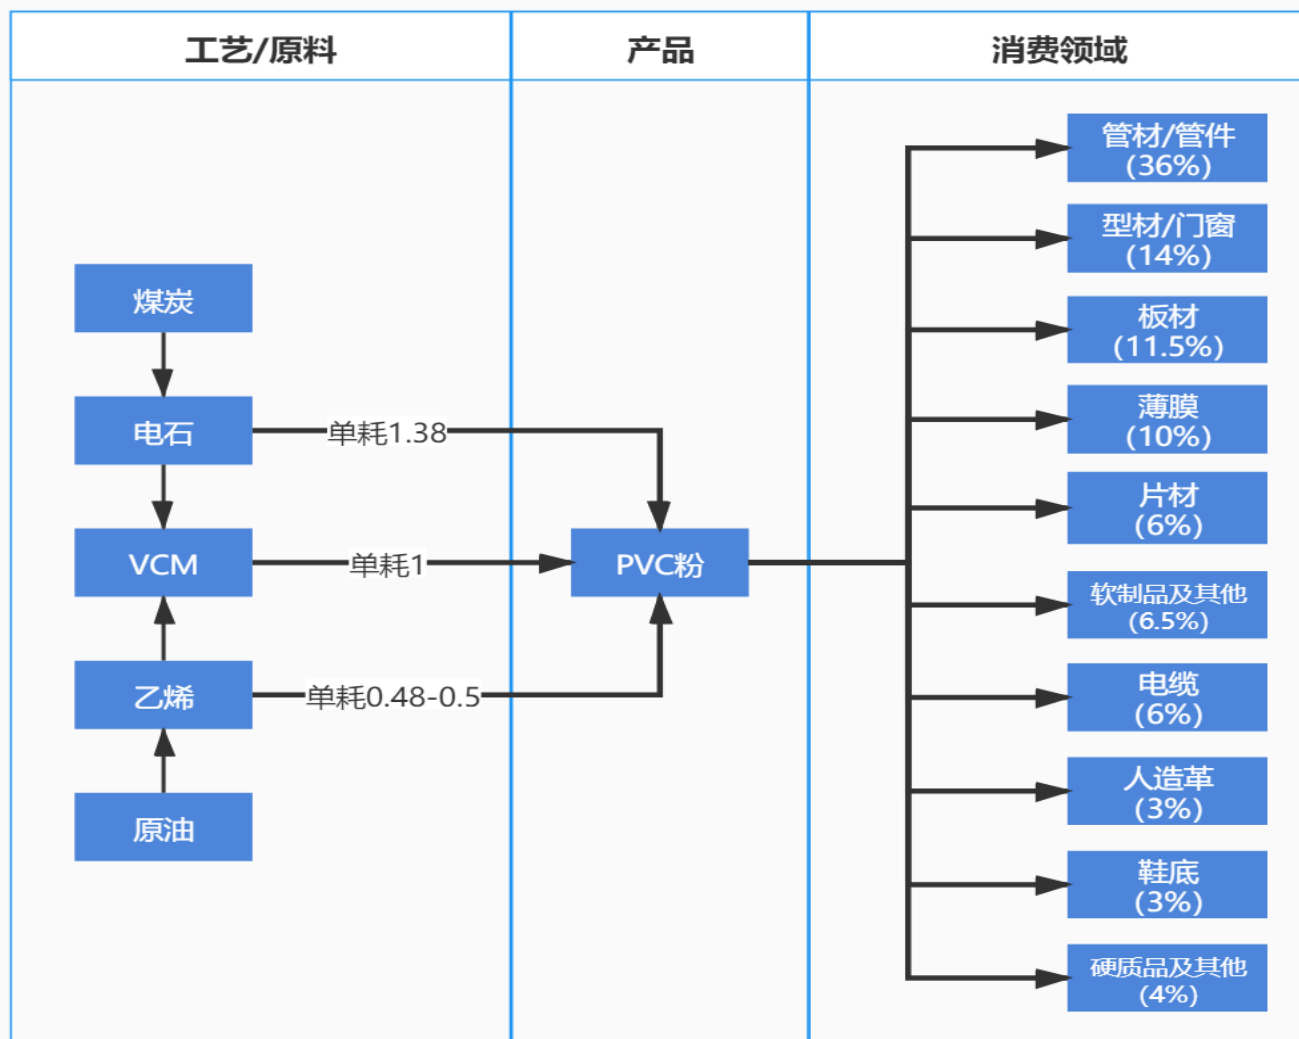 工艺/原料
产品
消费领域
煤炭
电石
VCM
乙烯
原油
单耗1.38
单耗1
单耗0.48-0.5
PVC粉
管材/管件
(36%)
型材/门窗
(14%)
板材
(11.5%)
薄膜
(10%)
片材
(6%)
软制品及其他
(6.5%)
电缆
(6%)
人造革
(3%)
鞋底
(3%)
硬质品及其他
(4%)